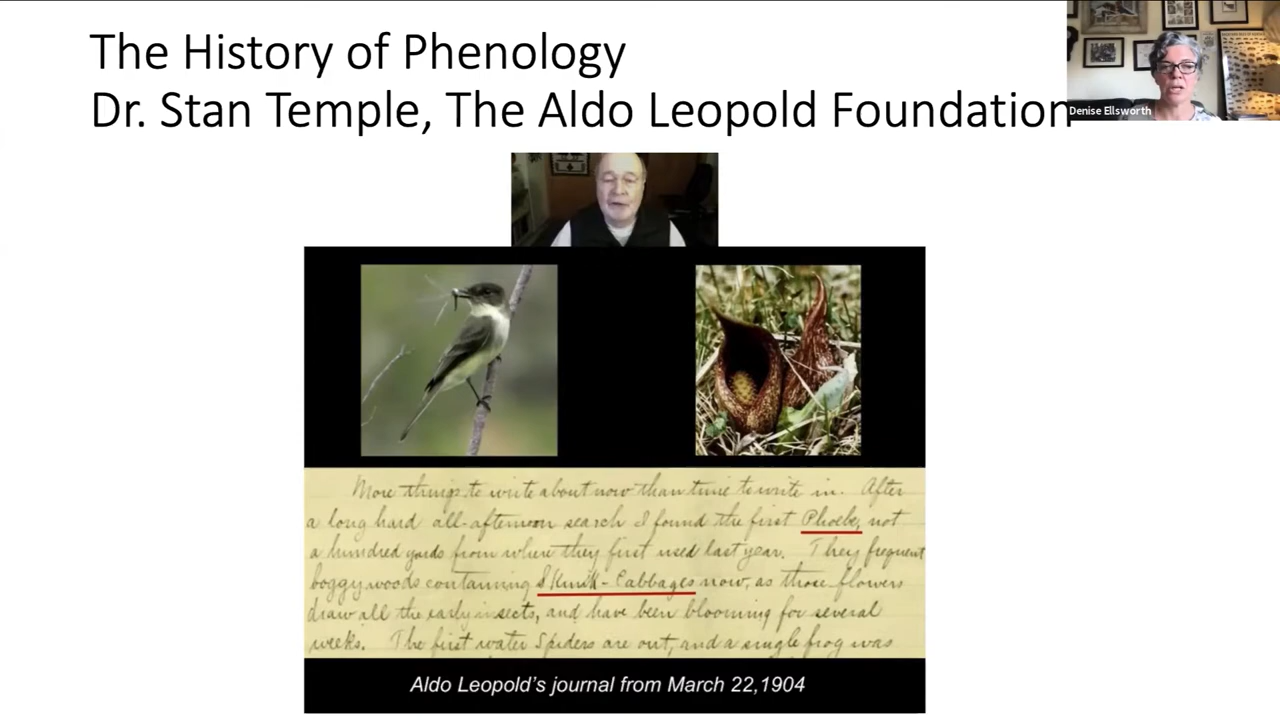 The History of Phenology
Dr. Stan Temple, The Aldo Leopold Foundation
Denise Ellsworth
More things to write about now than time to write in. After
a long hard all-afternoon search I found the first Phoebe, not
a hundred yards from where they first used last year. They frequent
boggy woods containing Skunk-Cabbages now, as those flowers
draw all the early insects, and have been blooming for several
weeks. The first water Spiders are out, and a single frog was
Aldo Leopold's journal from March 22,1904